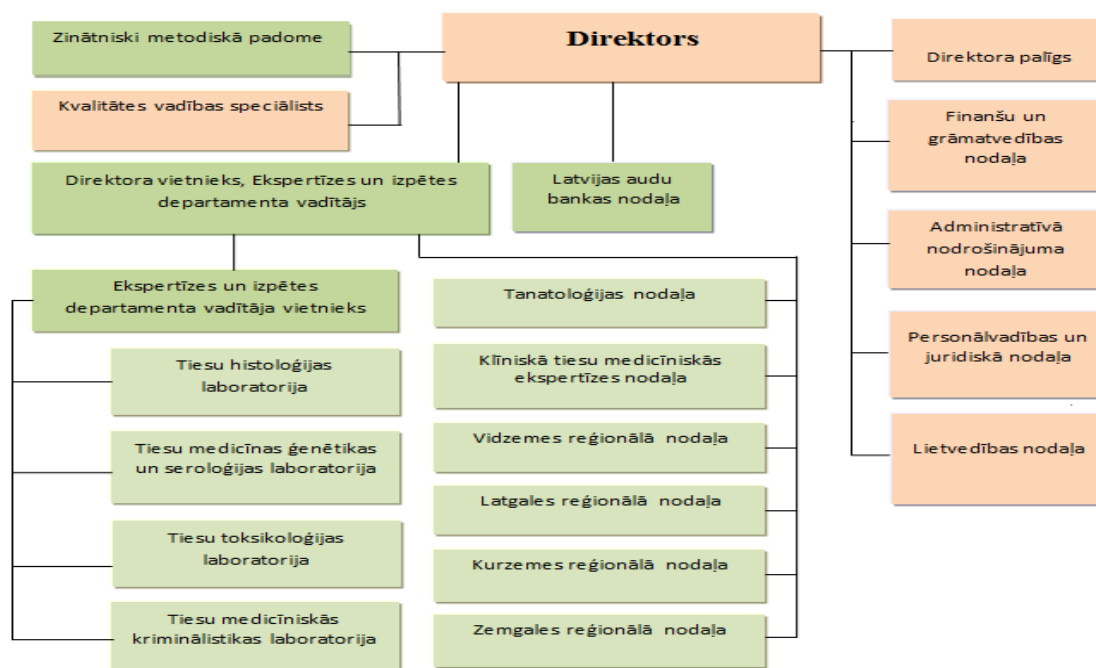 Direktors
Zinātniski metodiskā padome
Kvalitātes vadības speciālists
Direktora palīgs
Finanšu un
grāmatvedības
nodaļa
Administratīvā
nodrošinājuma
nodaļa
Personālvadības un
juridiskā nodaļa
Lietvedības nodaļa
Direktora vietnieks, Ekspertīzes un izpētes
departamenta vadītājs
Latvijas audu
bankas nodaļa
Ekspertīzes un izpētes
departamenta vadītāja vietnieks
Tiesu histoloģijas
laboratorija
Tiesu medicīnas ģenētikas
un seroloģijas laboratorija
Tiesu toksikoloģijas
laboratorija
Tiesu medicīniskās
kriminālistikas laboratorija
Tanatoloģijas nodaļa
Klīniskā tiesu medicīniskās
ekspertīzes nodaļa
Vidzemes reģionālā nodaļa
Latgales reģionālā nodaļa
Kurzemes reģionālā nodaļa
Zemgales reģionālā nodaļa